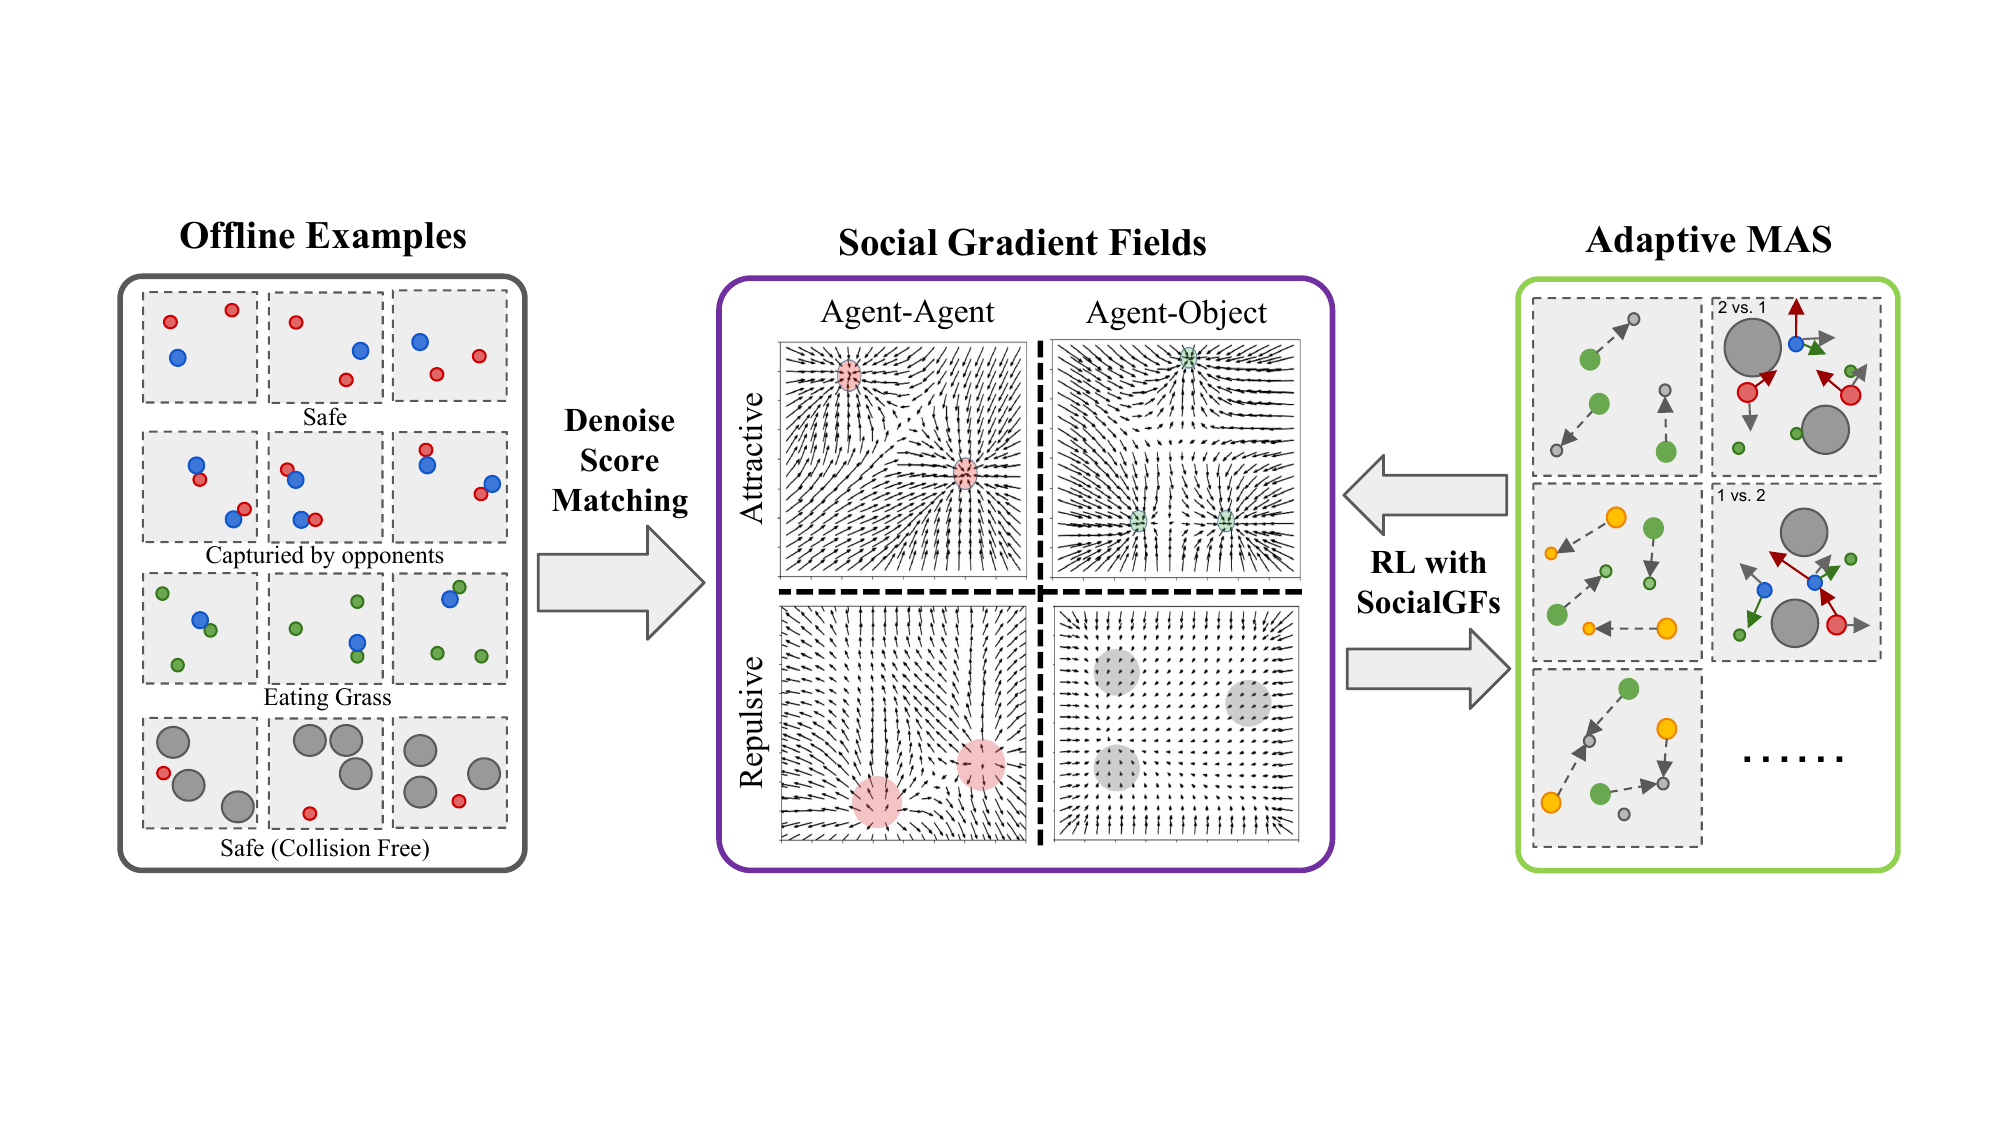 Offline Examples
Safe
Capturied by opponents
Eating Grass
Safe (Collision Free)
Denoise
Score
Matching
Social Gradient Fields
Agent-Agent
Agent-Object
Attractive
Repulsive
RL with
SocialGFs
Adaptive MAS
2 vs. 1
1 vs. 2
......